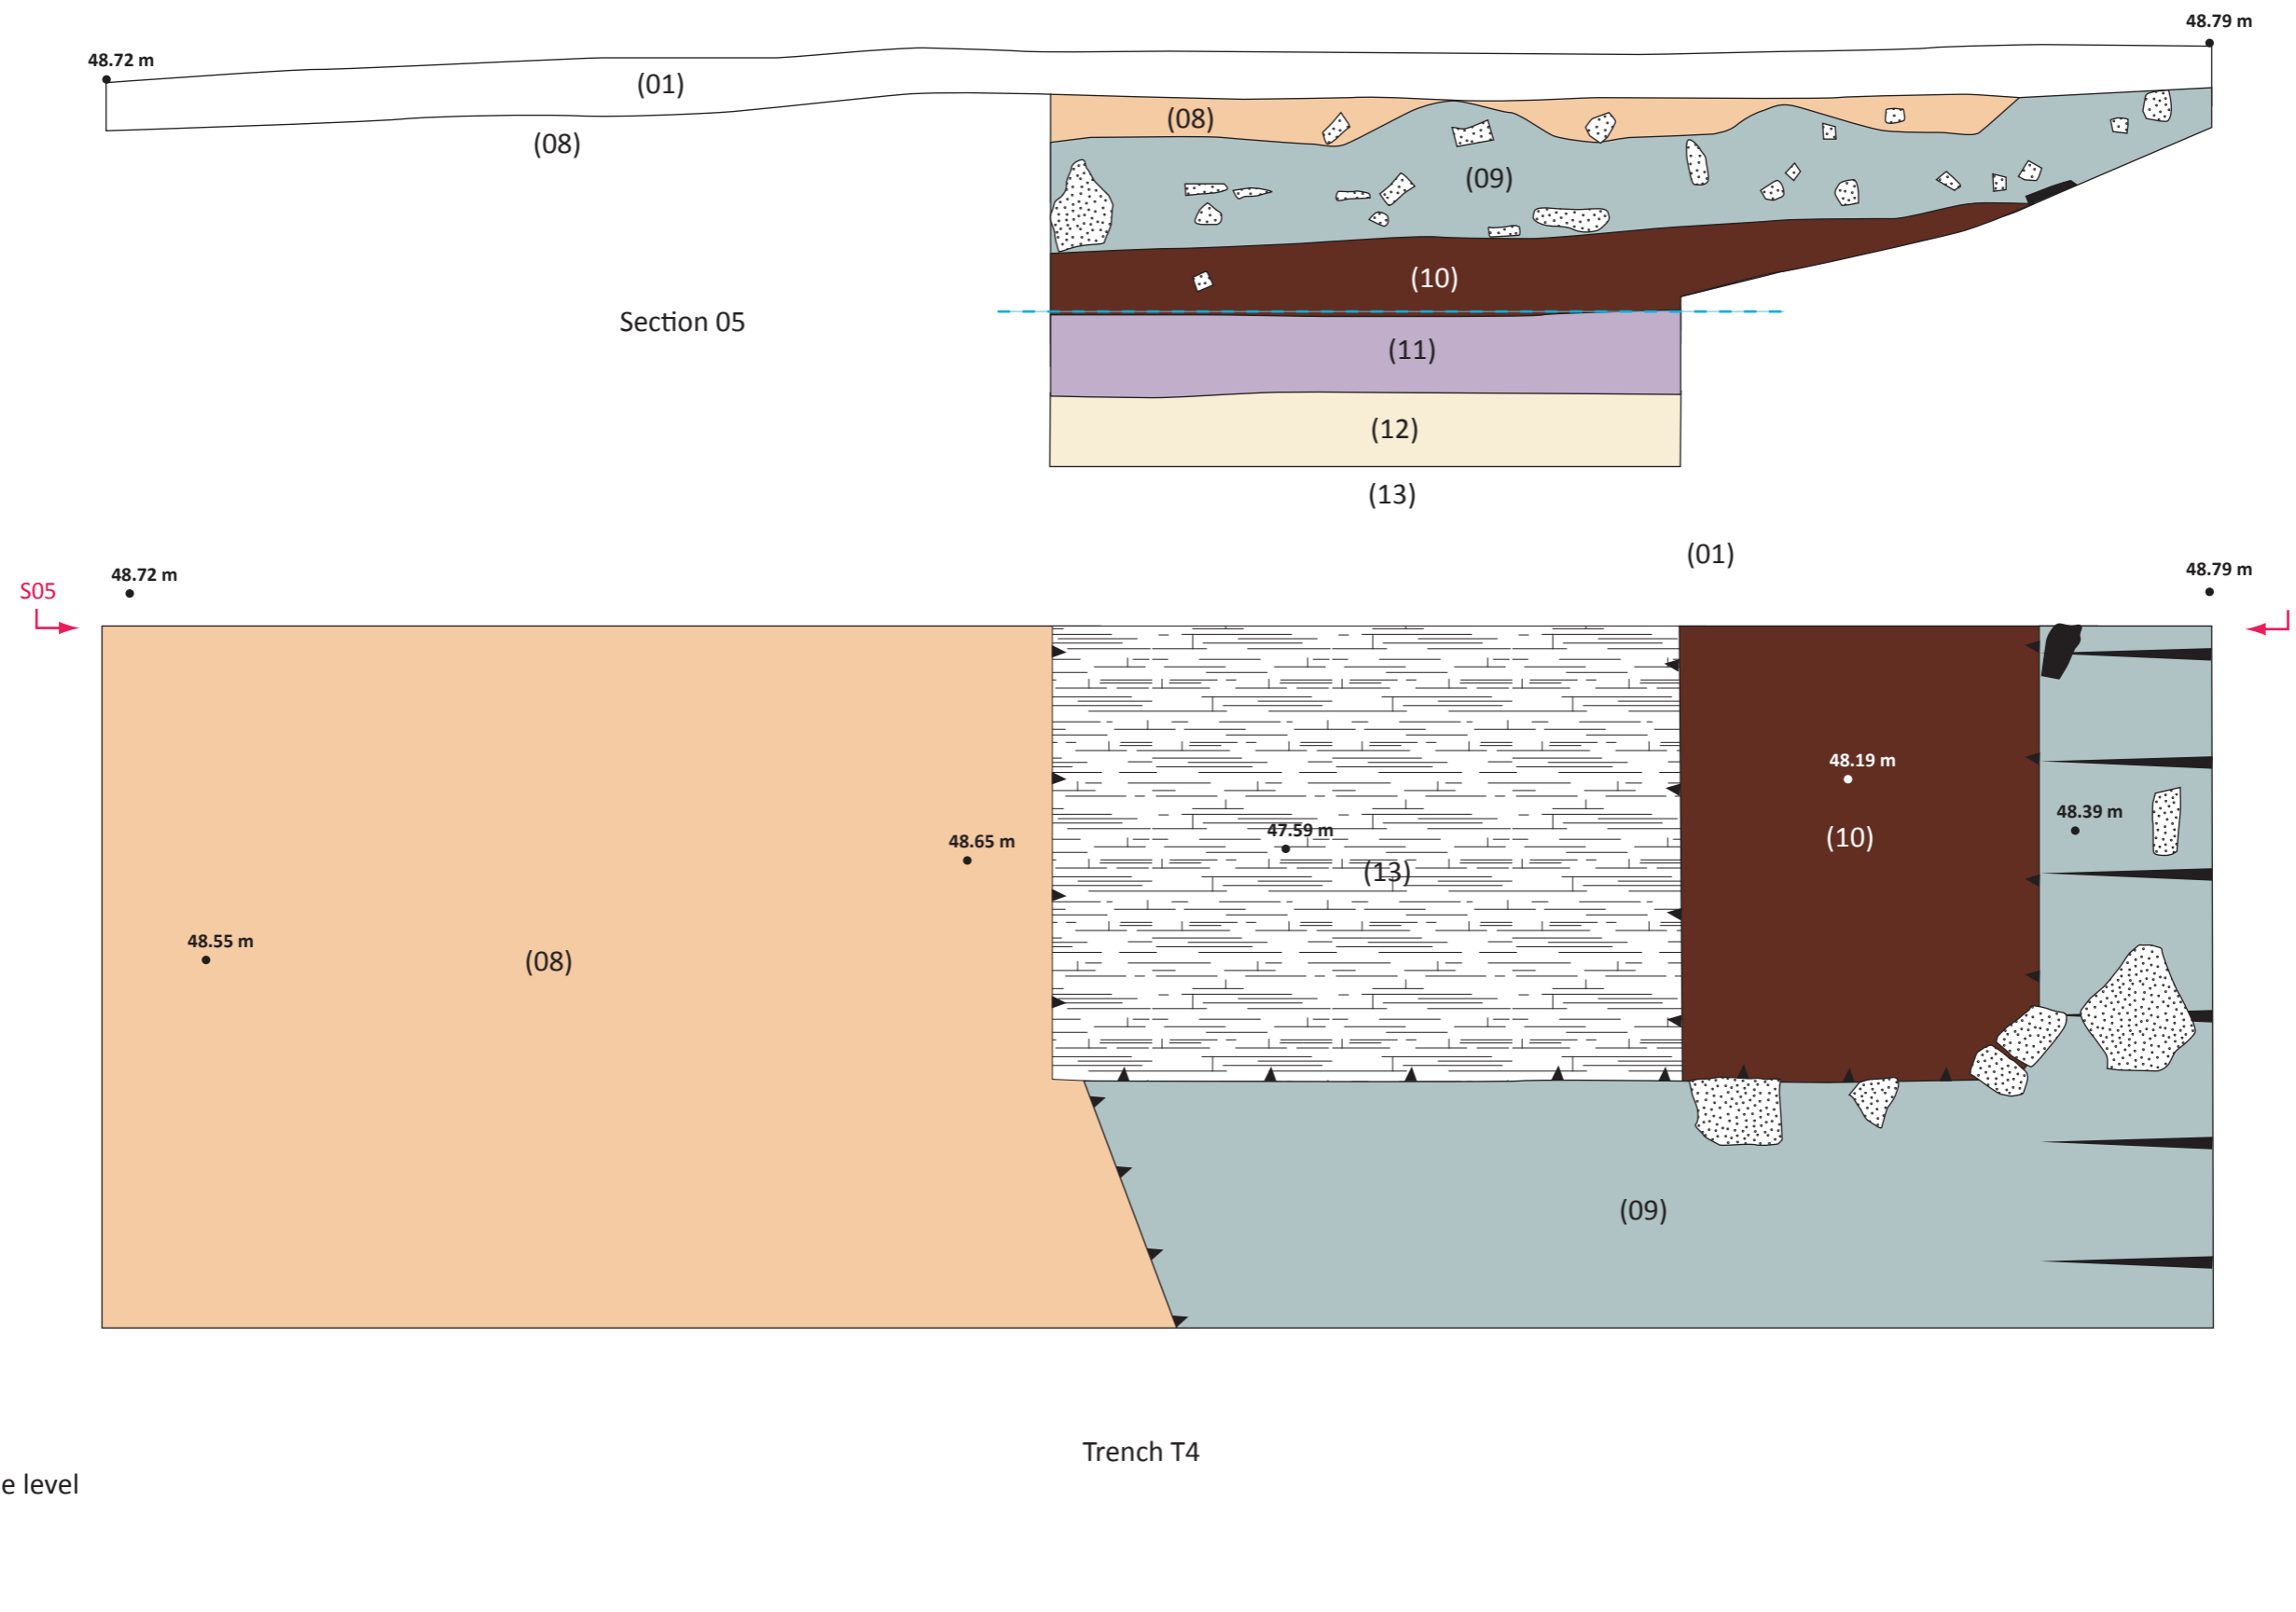 48.79 m
48.72 m
(01)
(08)
(08)
(09)
(10)
Section 05
(11)
(12)
(13)
(01)
48.72 m
48.79 m
S05
48.19 m
48.39 m
47.59 m
48.65 m
(10)
(13)
48.55 m
(08)
(09)
Trench T4
e level